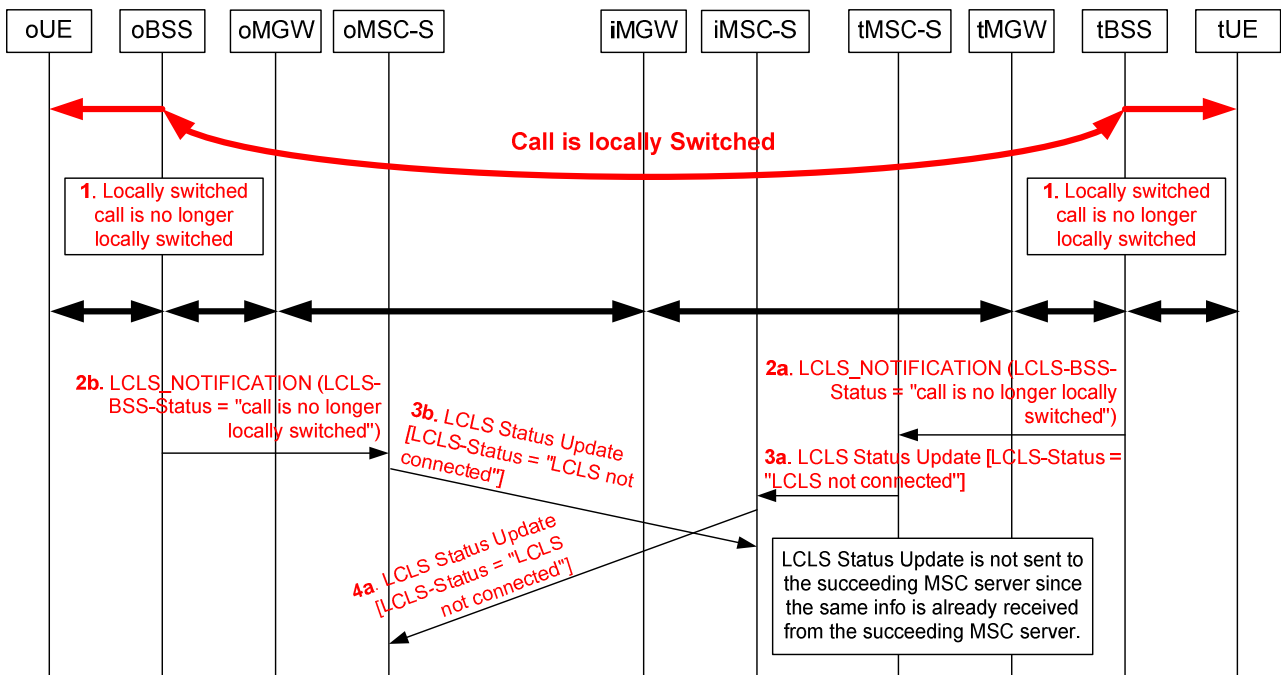 oUE oBSS oMGW oMSC-S iMGW iMSC-S tMSC-S tMGW tBSS tUE
Call is locally Switched
1. Locally switched
call is no longer
locally switched
1. Locally switched
call is no longer
locally switched
2b. LCLS_NOTIFICATION (LCLS-
BSS-Status = "call is no longer
locally switched")
2a. LCLS_NOTIFICATION (LCLS-BSS-
Status = "call is no longer locally
switched")
3b. LCLS Status Update
[LCLS-Status = "LCLS not
connected"]
3a. LCLS Status Update [LCLS-Status =
"LCLS not connected"]
4a. LCLS Status Update
[LCLS-Status = "LCLS
not connected"]
LCLS Status Update is not sent to
the succeeding MSC server since
the same info is already received
from the succeeding MSC server.